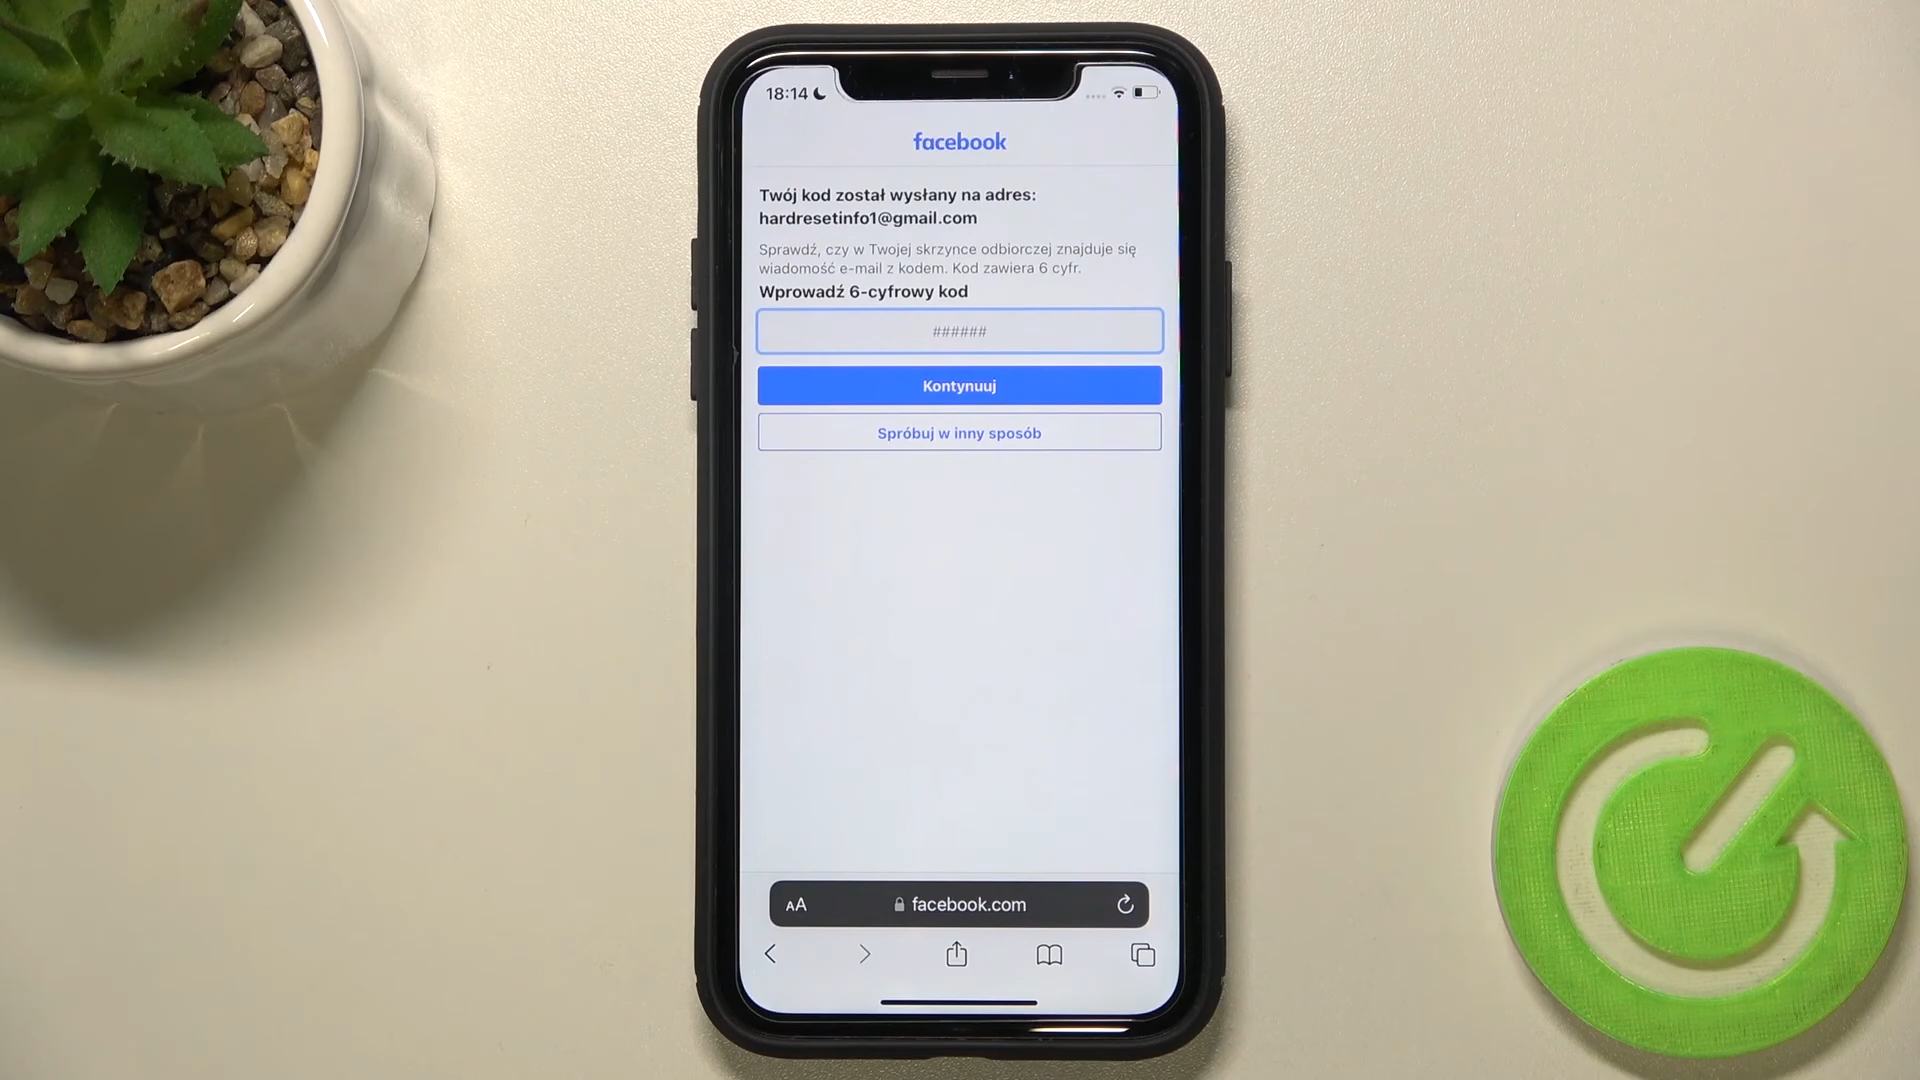 18:14
facebook
Twój kod został wysłany na adres:
hardresetinfo1@gmail.com
Sprawdź, czy w Twojej skrzynce odbiorczej znajduje się
wiadomość e-mail z kodem. Kod zawiera 6 cyfr.
Wprowadź 6-cyfrowy kod
######
Kontynuuj
Spróbuj w inny sposób
AA facebook.com